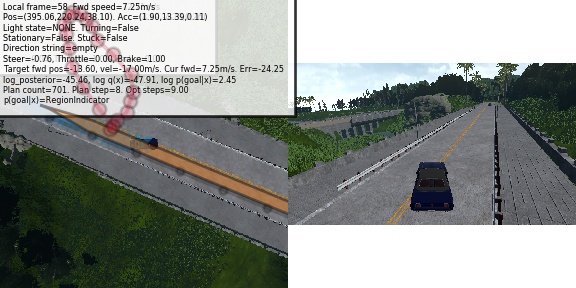 Local frame=58. Fwd speed=7.25m/s
Pos=(395.06,220.24,38.10). Acc=(1.90,13.39,0.11)
Light state=NONE. Turning=False
Stationary=False. Stuck=False
Direction string=empty
Steer=-0.76, Throttle=0.00, Brake=1.00
Target fwd pos=-13.60, vel=-17.00m/s. Cur fwd=7.25m/s. Err=-24.25
log_posterior=-45.46, log q(x)=-47.91, log p(goal|x)=2.45
Plan count=701. Plan step=8. Opt steps=9.00
p(goal|x)=RegionIndicator